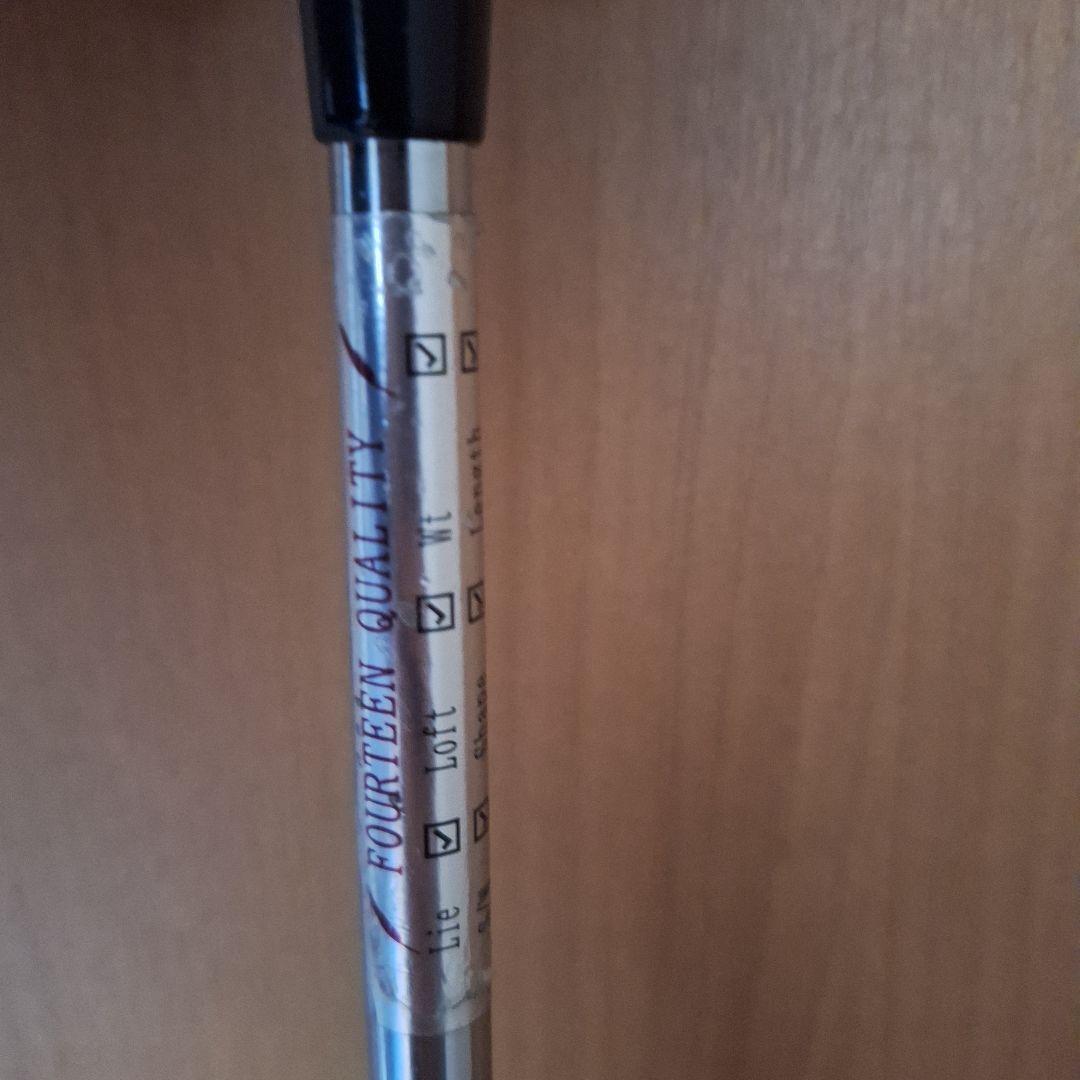 FOURTEEN QUALITY
Lie ☑ Loft ☑ Wt ☑
S/W ☑ Shape ☑ Length ☑